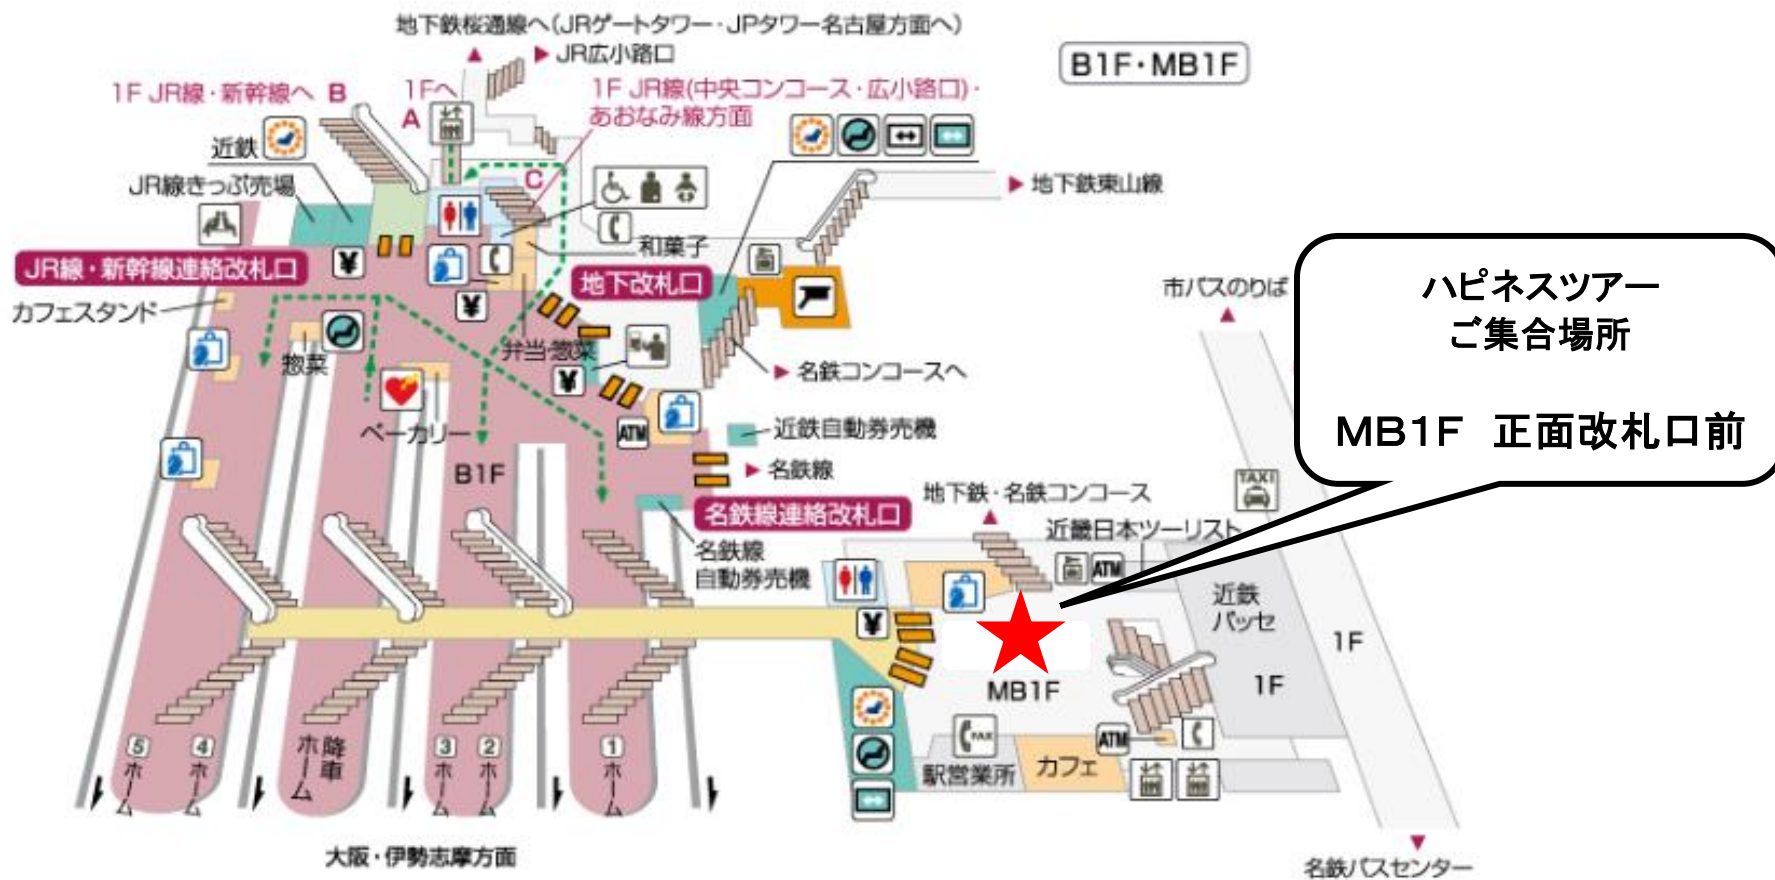 地下鉄桜通線へ(JRゲートタワー・JPタワー名古屋方面へ)
JR広小路口
B1F・MB1F
1F JR線・新幹線へ B
1Fへ
A
1F JR線(中央コンコース・広小路口)・
あおなみ線方面
近鉄
JR線きっぷ売場
C
地下鉄東山線
和菓子
JR線・新幹線連絡改札口
¥
地下改札口
カフェスタンド
¥
惣菜
弁当・惣菜
¥
名鉄コンコースへ
ベーカリー
ATM
近鉄自動券売機
B1F
名鉄線
名鉄線連絡改札口
名鉄線
自動券売機
市バスのりば
ハピネスツアー
ご集合場所
MB1F 正面改札口前
TAXI
地下鉄・名鉄コンコース
近畿日本ツーリスト
ATM
¥
近鉄
パッセ
1F
1F
MB1F
FAX
駅営業所
カフェ
ATM
5
ホーム
4
ホーム
降車
ホーム
3
ホーム
2
ホーム
1
ホーム
大阪・伊勢志摩方面
名鉄バスセンター